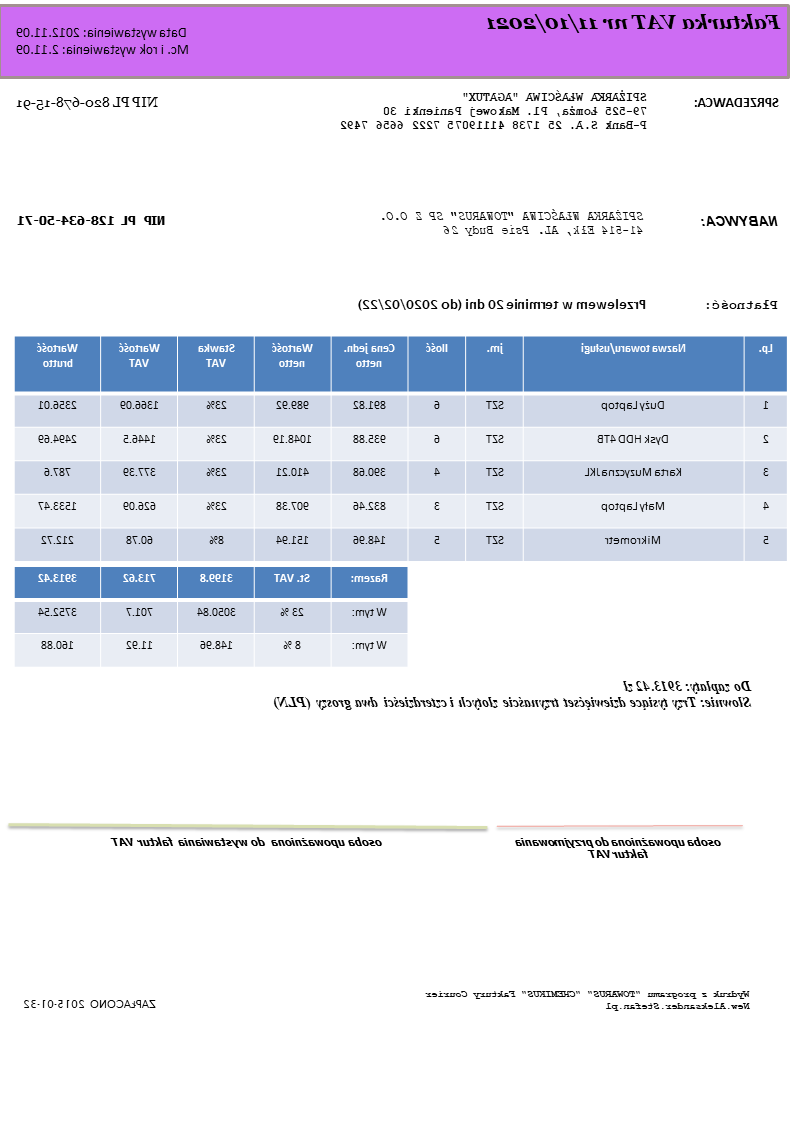 Fakturka VAT nr 11/10/2021
Data wystawienia: 2012.11.09
Mc. i rok wystawienia: 2.11.09
SPRZEDAWCA:
SPIŻARKA WŁAŚCIWA "AGATUX"
79-525 Łomża, Pl. Makowej Panienki 30
P-Bank S.A. 25 1738 41119075 7222 6656 7492
NIP PL 820-678-15-91
NABYWCA:
SPIŻARKA WŁAŚCIWA "TOWARUS" SP Z O.O.
41-514 Ełk, AL. Psie Budy 26
NIP PL 128-634-50-71
Płatność: Przelewem w terminie 20 dni (do 2020/02/22)
Lp. Nazwa towaru/usługi jm. Ilość Cena jedn. netto Wartość netto Stawka VAT Wartość VAT Wartość brutto
1 Duży Laptop SZT 6 891.82 989.92 23% 1366.09 2356.01
2 Dysk HDD 4TB SZT 6 935.88 1048.19 23% 1446.5 2494.69
3 Karta Muzyczna JKL SZT 4 390.68 410.21 23% 377.39 787.6
4 Mały Laptop SZT 3 832.46 907.38 23% 626.09 1533.47
5 Mikrometr SZT 5 148.96 151.94 8% 60.78 212.72
Razem: St. VAT 3199.8 713.62 3913.42
W tym: 23 % 3050.84 701.7 3752.54
W tym: 8 % 148.96 11.92 160.88
Do zapłaty: 3913.42 zł
Słownie: Trzy tysiące dziewięćset trzynaście złotych i czterdzieści dwa groszy (PLN)
osoba upoważniona do przyjmowania
faktur VAT
osoba upoważniona do wystawiania faktur VAT
Wydruk z programu "TOWARUS" "CHEMIKUS" Faktury Courier
New.Aleksander.Stefan.pl
ZAPŁACONO 2015-01-32